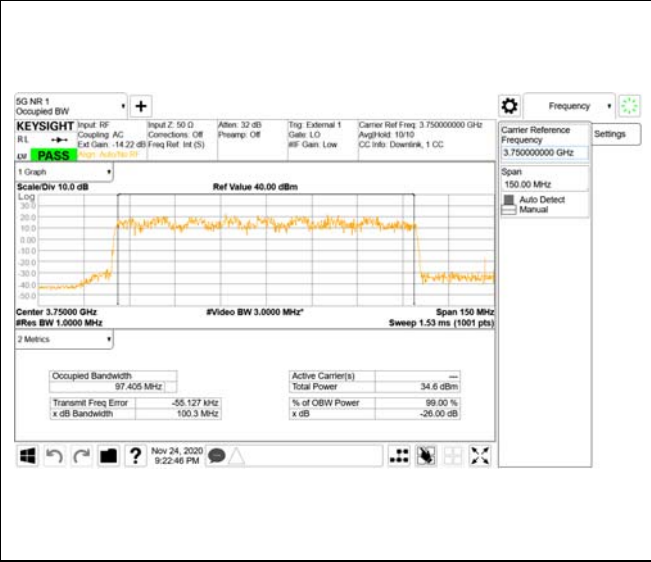 5G NR 1
Occupied BW
Frequency
KEYSIGHT
R L
PASS
Input: RF
Coupling: AC
Ext Gain: -14.22 dB
Align: Auto/No RF
Input Z: 50 Ω
Corrections: Off
Freq Ref: Int (S)
Atten: 32 dB
Preamp: Off
Trig: External 1
Gate: LO
#IF Gain: Low
Carrier Ref Freq: 3.750000000 GHz
Avg|Hold: 10/10
CC Info: Downlink, 1 CC
Carrier Reference
Frequency
3.750000000 GHz
Settings
Span
150.00 MHz
Auto Detect
Manual
1 Graph
Scale/Div 10.0 dB
Ref Value 40.00 dBm
Log
30.0
20.0
10.0
0.00
-10.0
-20.0
-30.0
-40.0
-50.0
Center 3.75000 GHz
#Video BW 3.0000 MHz*
Span 150 MHz
#Res BW 1.0000 MHz
Sweep 1.53 ms (1001 pts)
2 Metrics
Occupied Bandwidth
97.405 MHz
Transmit Freq Error -55.127 kHz
x dB Bandwidth 100.3 MHz
Active Carrier(s) ---
Total Power 34.6 dBm
% of OBW Power 99.00 %
x dB -26.00 dB
?
Nov 24, 2020
9:22:46 PM